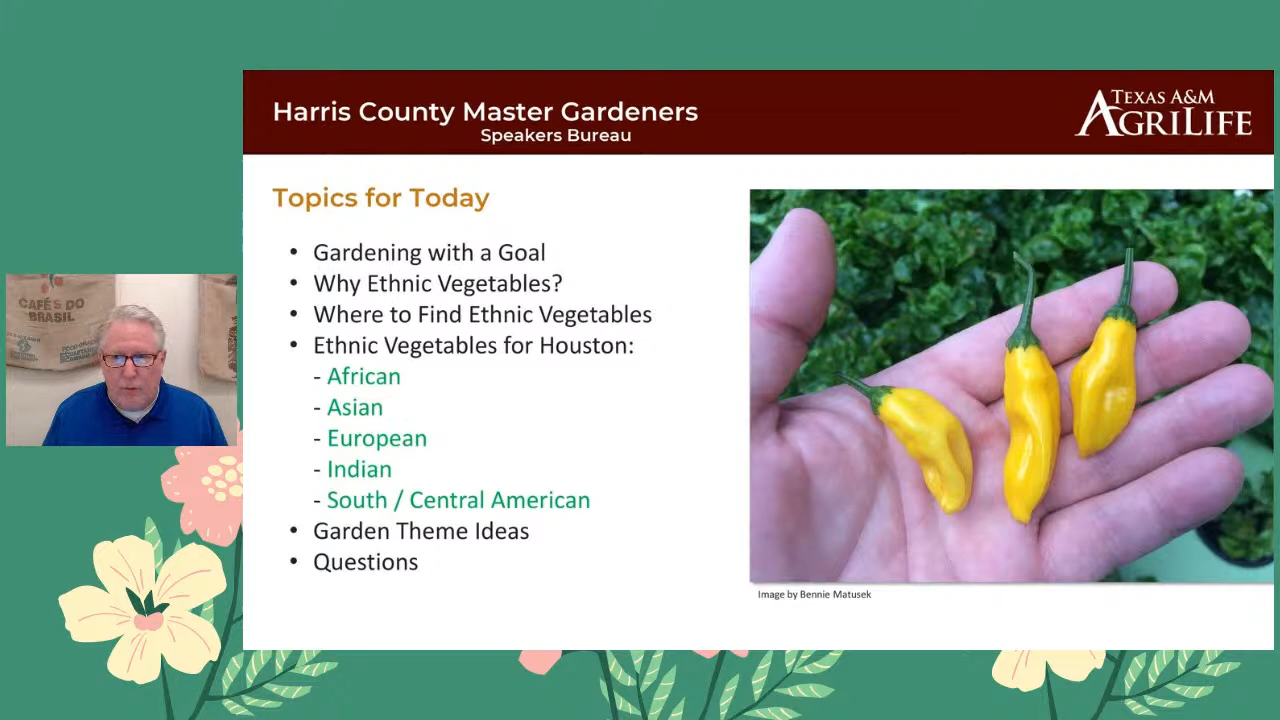 Harris County Master Gardeners
Speakers Bureau
TEXAS A&M
AGRILIFE
Topics for Today
• Gardening with a Goal
• Why Ethnic Vegetables?
• Where to Find Ethnic Vegetables
• Ethnic Vegetables for Houston:
- African
- Asian
- European
- Indian
- South / Central American
• Garden Theme Ideas
• Questions
Image by Bennie Matusek
CAFÉS DO
BRASIL